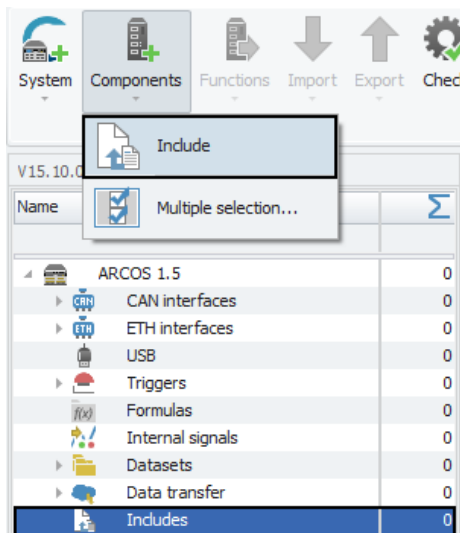 System Components Functions Import Export Chec
Include
V15.10.0
Multiple selection...
Name Σ
ARCOS 1.5 0
CAN CAN interfaces 0
ETH ETH interfaces 0
USB 0
Triggers 0
f(x) Formulas 0
Internal signals 0
Datasets 0
Data transfer 0
Includes 0